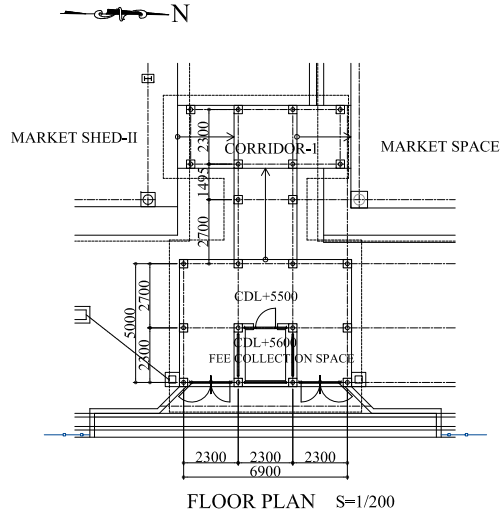 N
MARKET SHED-II
CORRIDOR-1
MARKET SPACE
2300
1495
2700
CDL+5500
2700
5000
2300
CDL+5600
FEE COLLECTION SPACE
2300 2300 2300
6900
FLOOR PLAN S=1/200